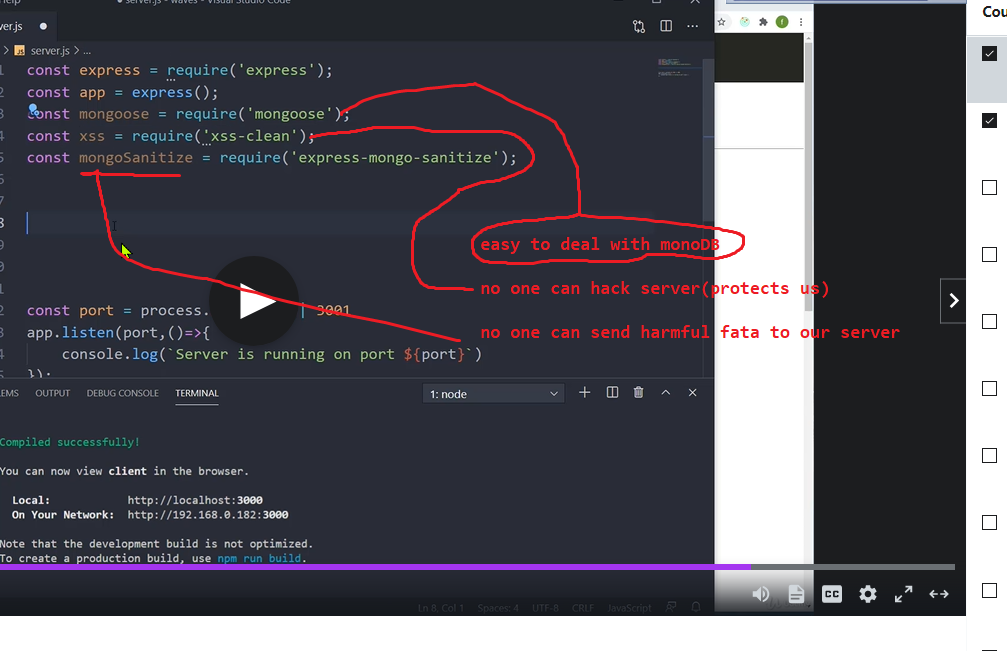 Help
server.js - waves - Visual Studio Code
Cou
ver.js
server.js > ...
const express = require('express');
const app = express();
const mongoose = require('mongoose');
const xss = require('xss-clean');
const mongoSanitize = require('express-mongo-sanitize');
easy to deal with monoDB
no one can hack server(protects us)
const port = process. | 3001
no one can send harmful fata to our server
app.listen(port,()=>{
console.log(`Server is running on port ${port}`)
});
LEMS OUTPUT DEBUG CONSOLE TERMINAL 1: node
Compiled successfully!
You can now view client in the browser.
Local: http://localhost:3000
On Your Network: http://192.168.0.182:3000
Note that the development build is not optimized.
To create a production build, use npm run build.
CC
Ln 8, Col 1 Spaces: 4 UTF-8 CRLF JavaScript